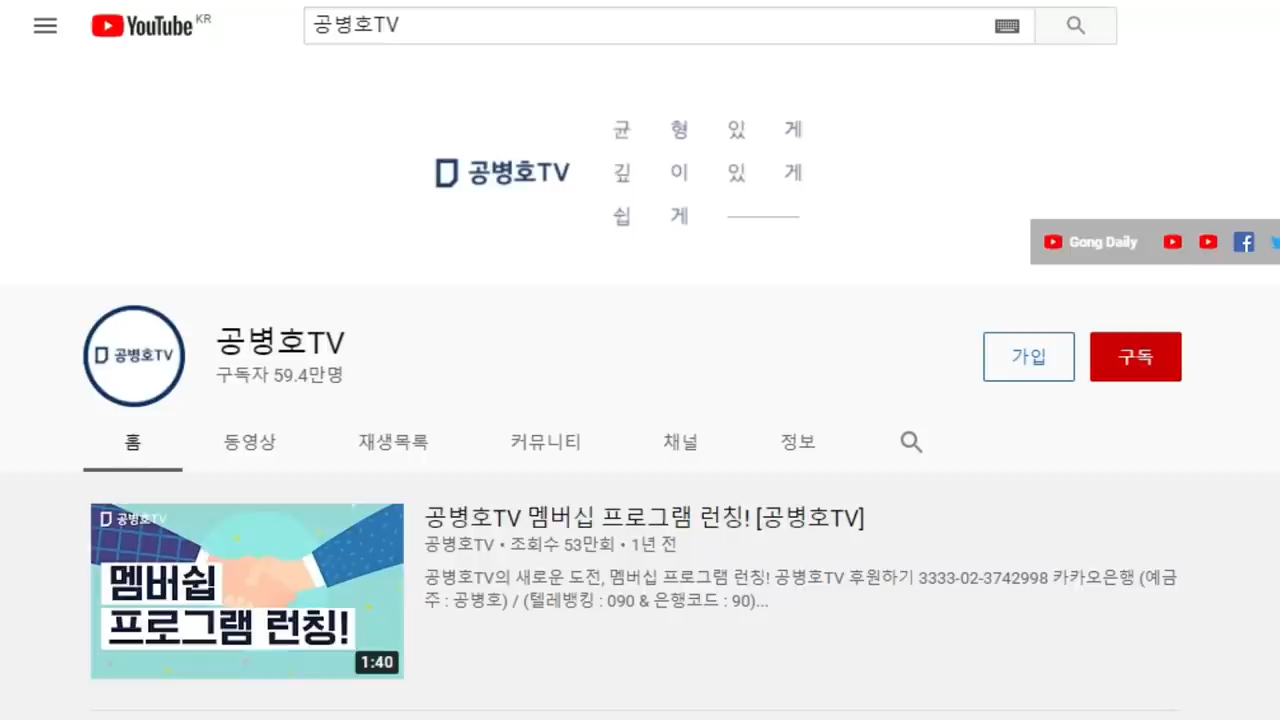 YouTube KR
공병호TV
균 형 있 게
공병호TV
깊 이 있 게
쉽 게
Gong Daily
공병호TV
공병호TV
구독자 59.4만명
가입
구독
홈 동영상 재생목록 커뮤니티 채널 정보
공병호TV
멤버쉽
프로그램 런칭!
1:40
공병호TV 멤버십 프로그램 런칭! [공병호TV]
공병호TV • 조회수 53만회 • 1년 전
공병호TV의 새로운 도전, 멤버십 프로그램 런칭! 공병호TV 후원하기 3333-02-3742998 카카오은행 (예금
주 : 공병호) / (텔레뱅킹 : 090 & 은행코드 : 90)...